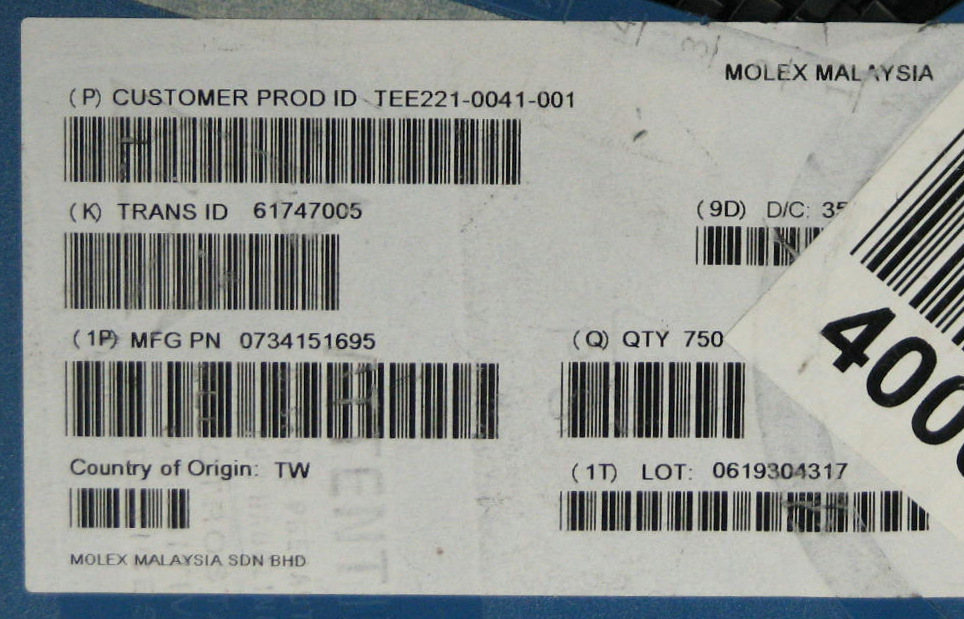 MOLEX MALAYSIA
(P) CUSTOMER PROD ID TEE221-0041-001
(K) TRANS ID 61747005
(9D) D/C: 35
(1P) MFG PN 0734151695
(Q) QTY 750
400
Country of Origin: TW
(1T) LOT: 0619304317
MOLEX MALAYSIA SDN BHD